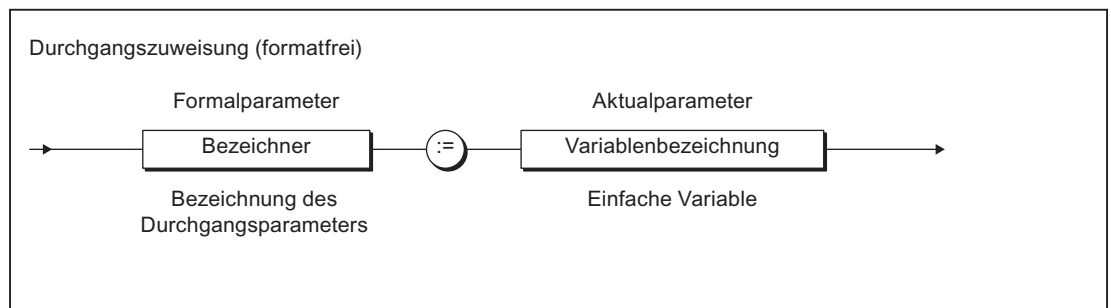 Durchgangszuweisung (formatfrei)
Formalparameter
Aktualparameter
Bezeichner
:=
Variablenbezeichnung
Bezeichnung des
Durchgangsparameters
Einfache Variable